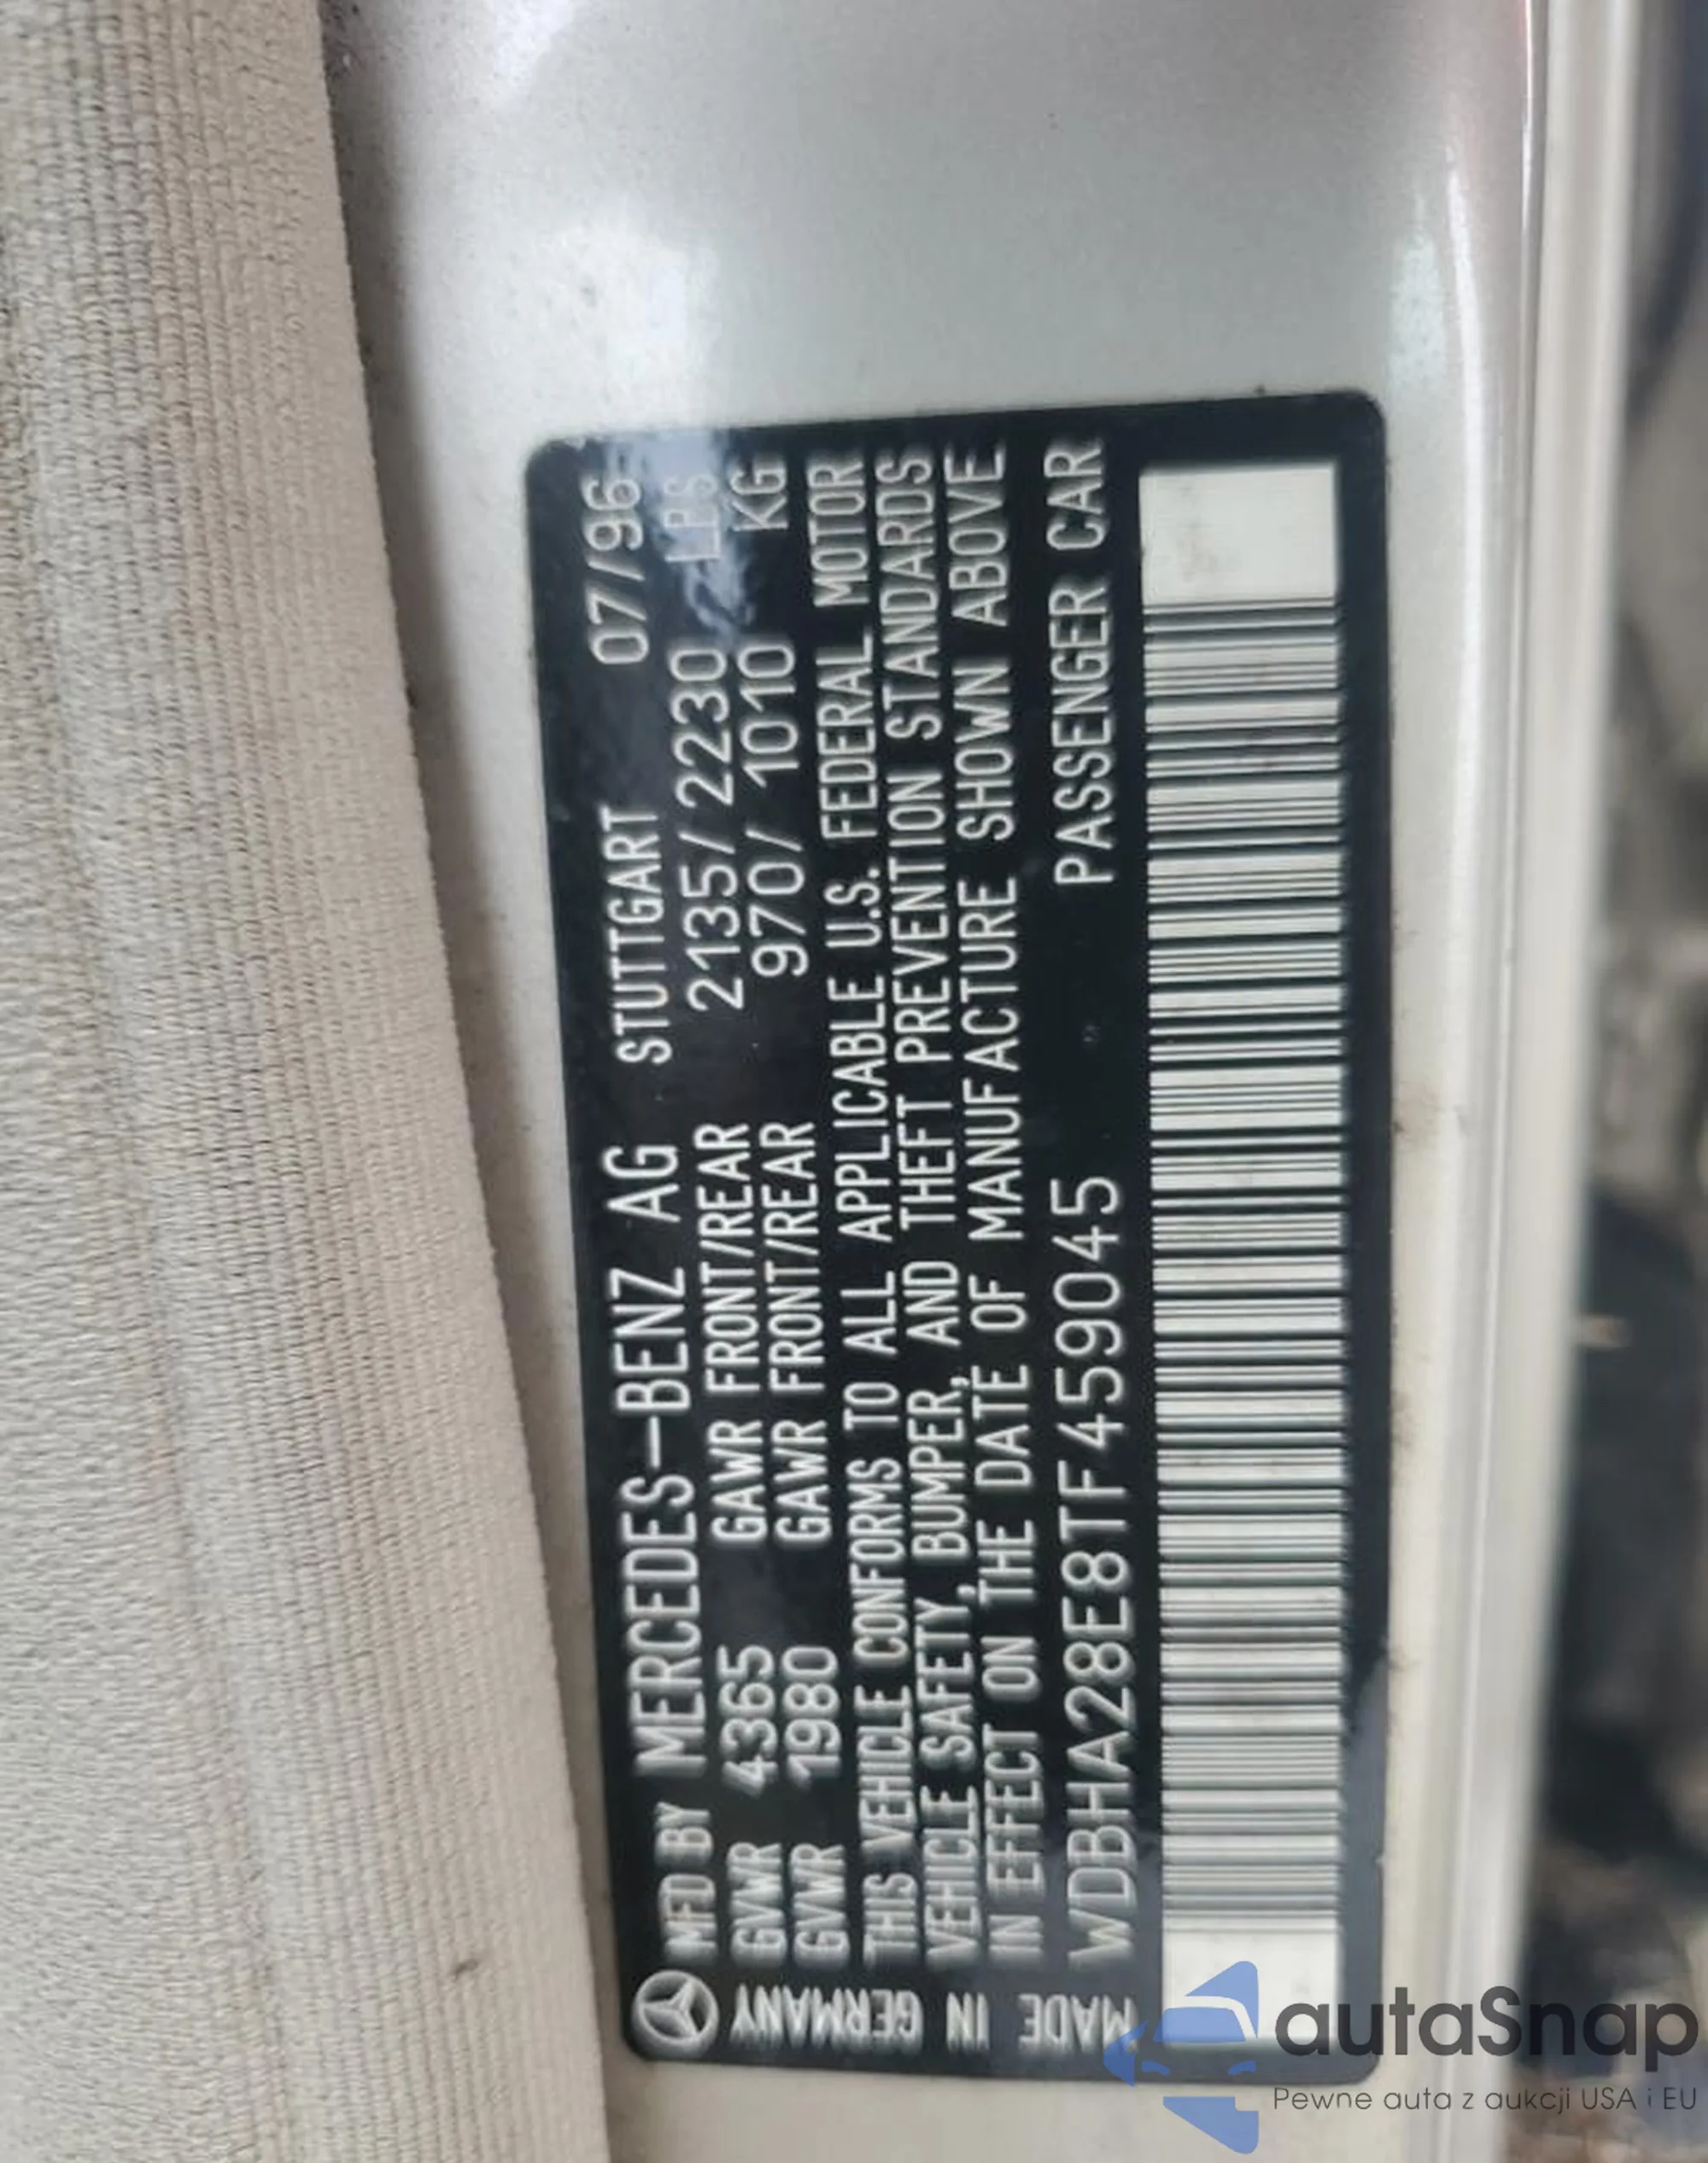 MFD BY MERCEDES-BENZ AG STUTTGART 07/96
GVWR 4365 GAWR FRONT/REAR 2135/ 2230 LBS
GVWR 1980 GAWR FRONT/REAR 970/ 1010 KG
THIS VEHICLE CONFORMS TO ALL APPLICABLE U.S. FEDERAL MOTOR
VEHICLE SAFETY, BUMPER, AND THEFT PREVENTION STANDARDS
IN EFFECT ON THE DATE OF MANUFACTURE SHOWN ABOVE
WDBHA28E8TF459045 PASSENGER CAR
MADE IN GERMANY
autaSnap
Pewne auta z aukcji USA i EU